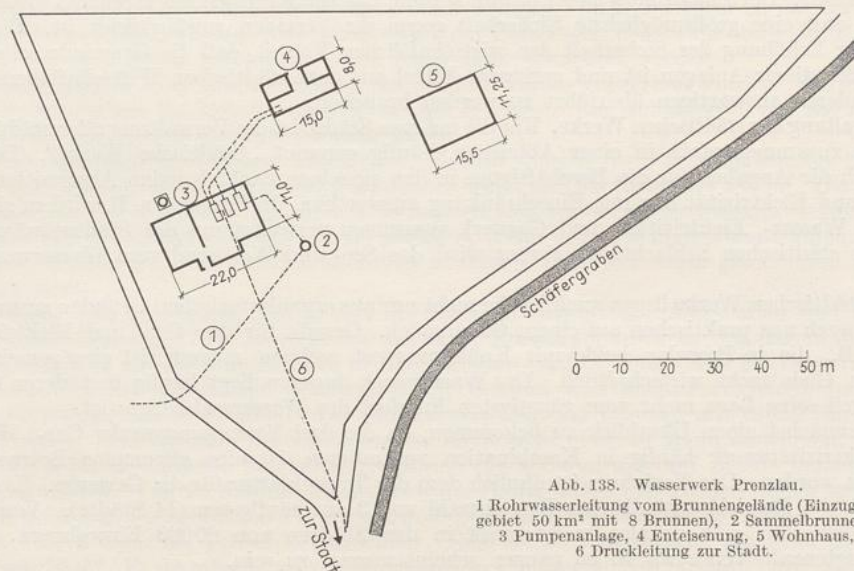 4
8,0
15,0
5
11,25
15,5
3
11,0
22,0
2
1
6
Schäfergraben
0 10 20 30 40 50 m
zur Stadt
Abb. 138. Wasserwerk Prenzlau.
1 Rohrwasserleitung vom Brunnengelände (Einzug
gebiet 50 km² mit 8 Brunnen), 2 Sammelbrunne
3 Pumpenanlage, 4 Enteisenung, 5 Wohnhaus,
6 Druckleitung zur Stadt.